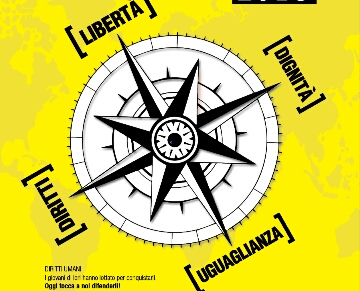 [LIBERTÀ]
[DIGNITÀ]
[DIRITTI]
[UGUAGLIANZA]
DIRITTI UMANI
I giovani di ieri hanno lottato per conquistarli.
Oggi tocca a noi difenderli!